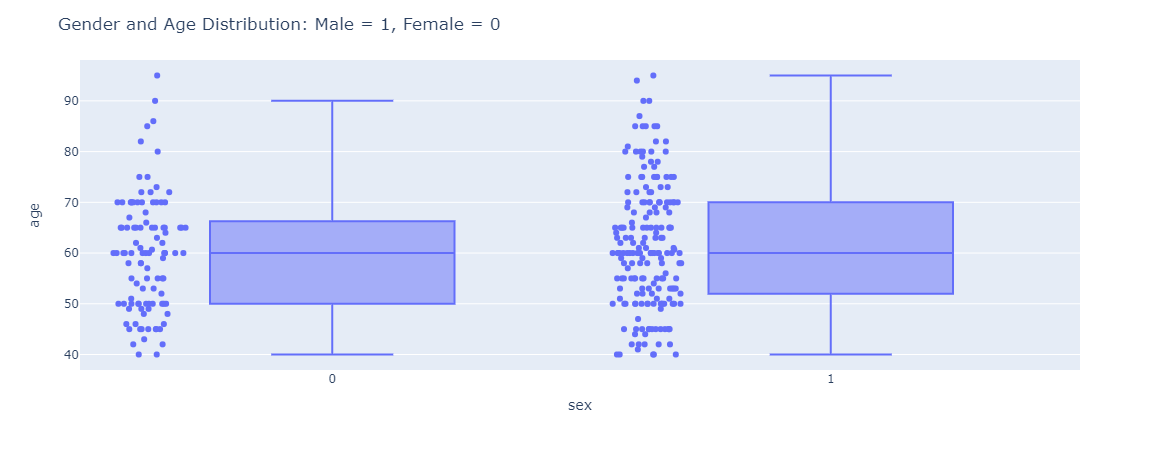 Gender and Age Distribution: Male = 1, Female = 0
90
80
70
60
50
40
age
0
1
sex